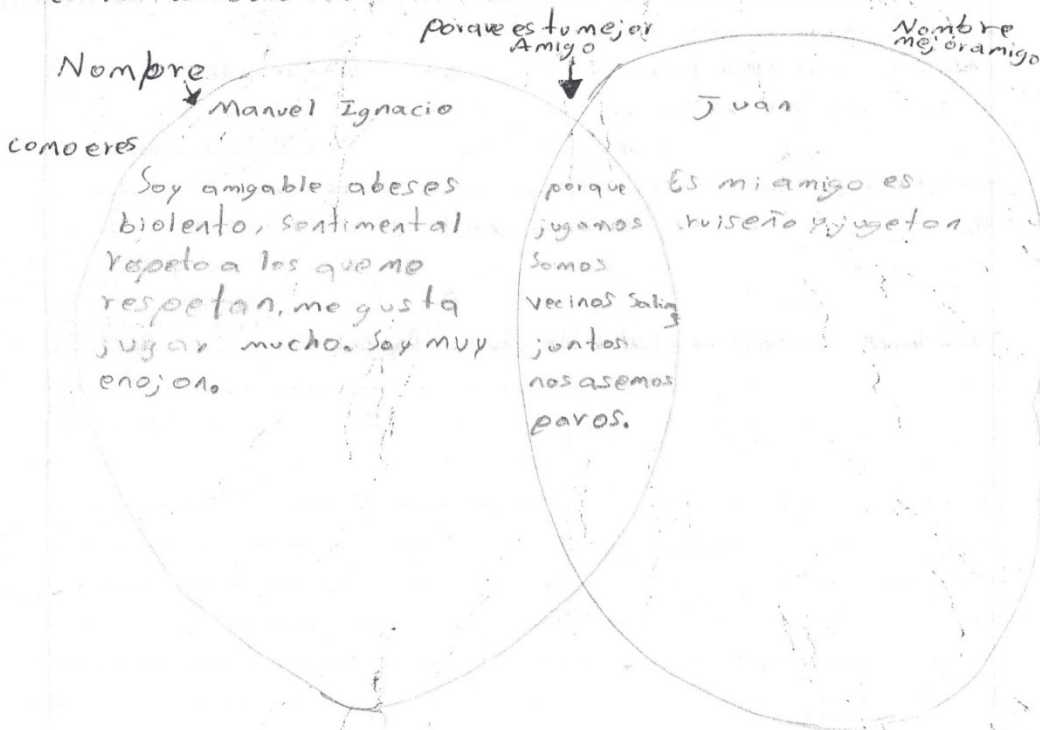 porque es tu mejor
Amigo
Nombre
mejor amigo
Nombre
Manuel Ignacio
Juan
como eres
Soy amigable abeses
biolento, sentimental
respeto a los que me
respetan, me gusta
jugar mucho. Soy muy
enojon.
porque
jugamos
somos
vecinos
juntos
nos asemos
paros.
Es mi amigo es
ruiseño y jugeton